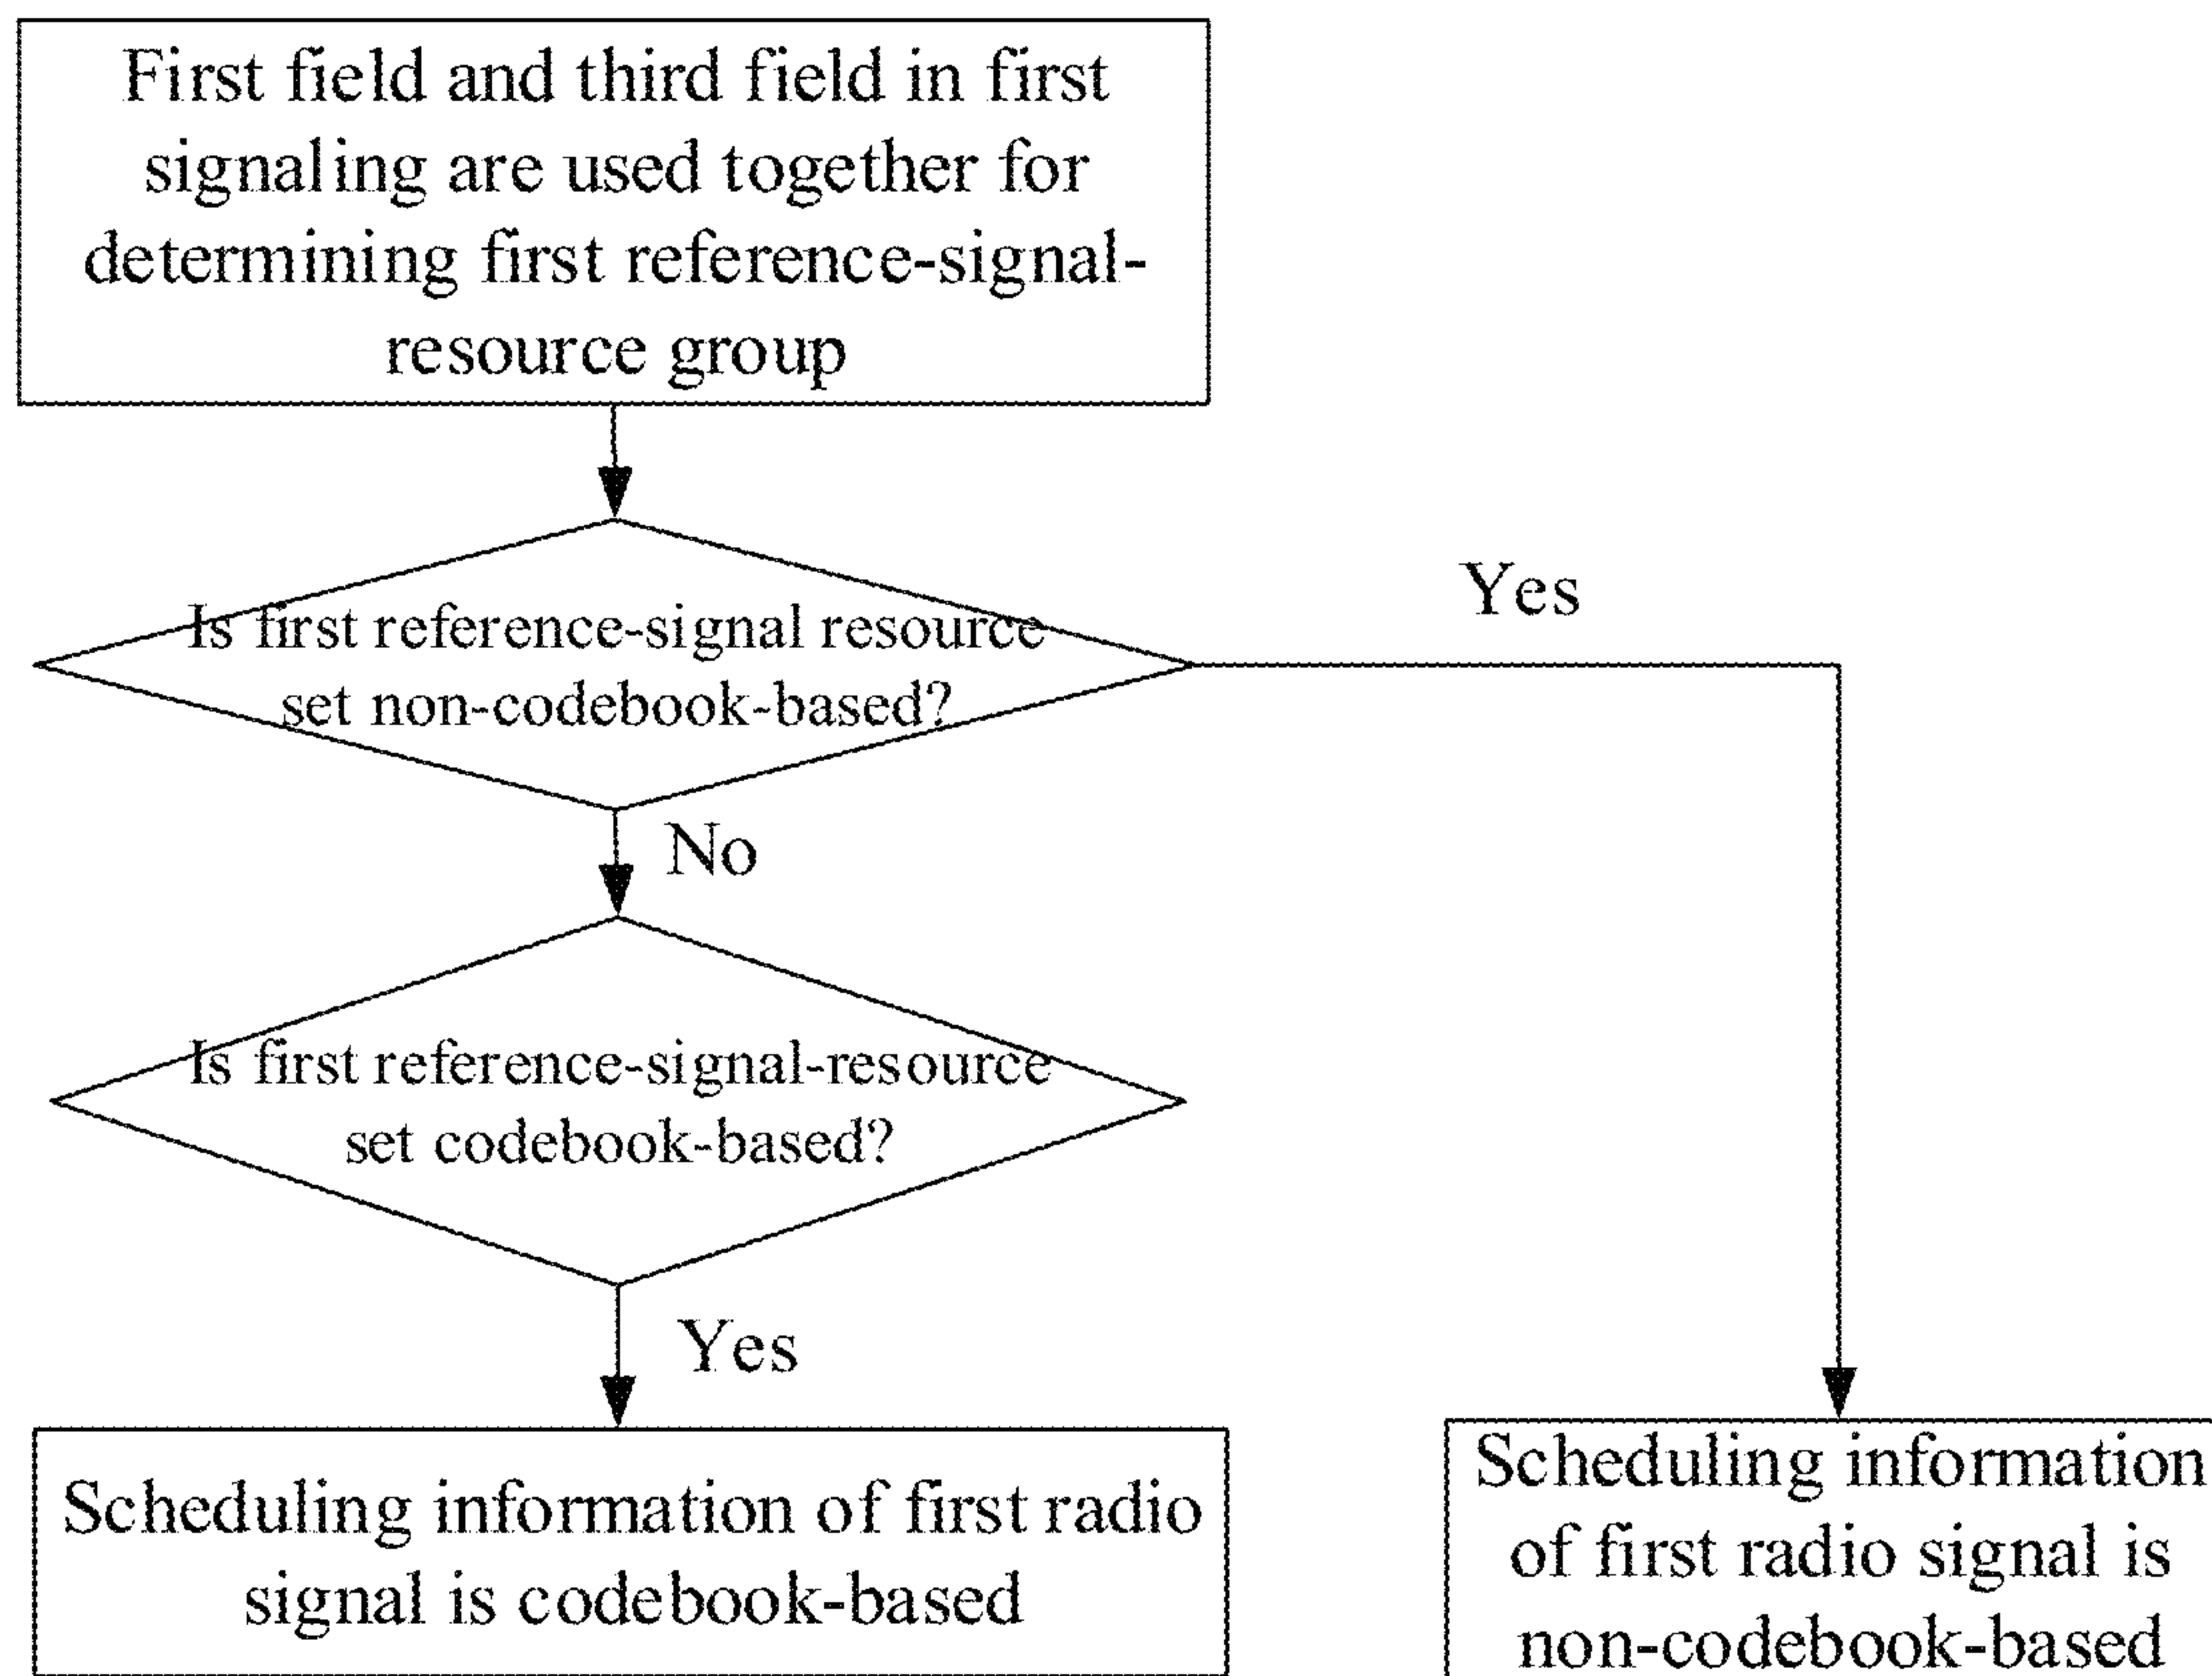 First field and third field in first
signaling are used together for
determining first reference-signal-
resource group
Is first reference-signal resource
set non-codebook-based?
Yes
No
Is first reference-signal-resource
set codebook-based?
Yes
Scheduling information of first radio
signal is codebook-based
Scheduling information
of first radio signal is
non-codebook-based